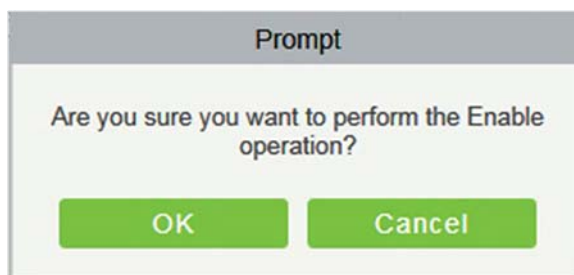 Prompt
Are you sure you want to perform the Enable
operation?
OK
Cancel